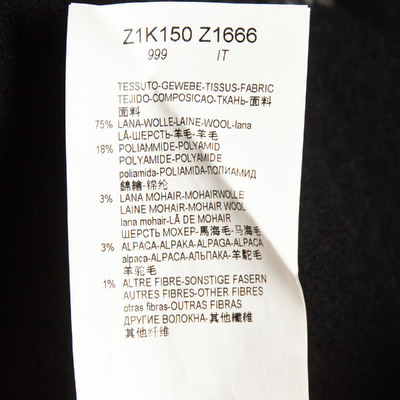 Z1K150 Z1666
999 IT
TESSUTO-GEWEBE-TISSUS-FABRIC
TEJIDO-COMPOSICAO-ТКАНЬ-面料
面料
75% LANA-WOLLE-LAINE-WOOL-lana
LÃ-ШЕРСТЬ-羊毛-羊毛
18% POLIAMMIDE-POLYAMID
POLYAMIDE-POLYAMIDE
poliamida-POLIAMIDA-ПОЛИАМИД
錦綸-锦纶
3% LANA MOHAIR-MOHAIRWOLLE
LAINE MOHAIR-MOHAIR WOOL
lana mohair-LÃ DE MOHAIR
ШЕРСТЬ МОХЕР-馬海毛-马海毛
3% ALPACA-ALPAKA-ALPAGA-ALPACA
alpaca-ALPACA-АЛЬПАКА-羊駝毛
羊驼毛
1% ALTRE FIBRE-SONSTIGE FASERN
AUTRES FIBRES-OTHER FIBRES
otras fibras-OUTRAS FIBRAS
ДРУГИЕ ВОЛОКНА-其他纖維
其他纤维